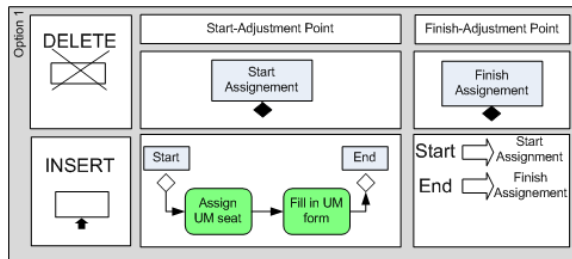 Option 1
DELETE
Start-Adjustment Point
Finish-Adjustment Point
Start
Assignement
Finish
Assignement
INSERT
Start
End
Assign
UM seat
Fill in UM
form
Start
Start
Assignment
End
Finish
Assignement